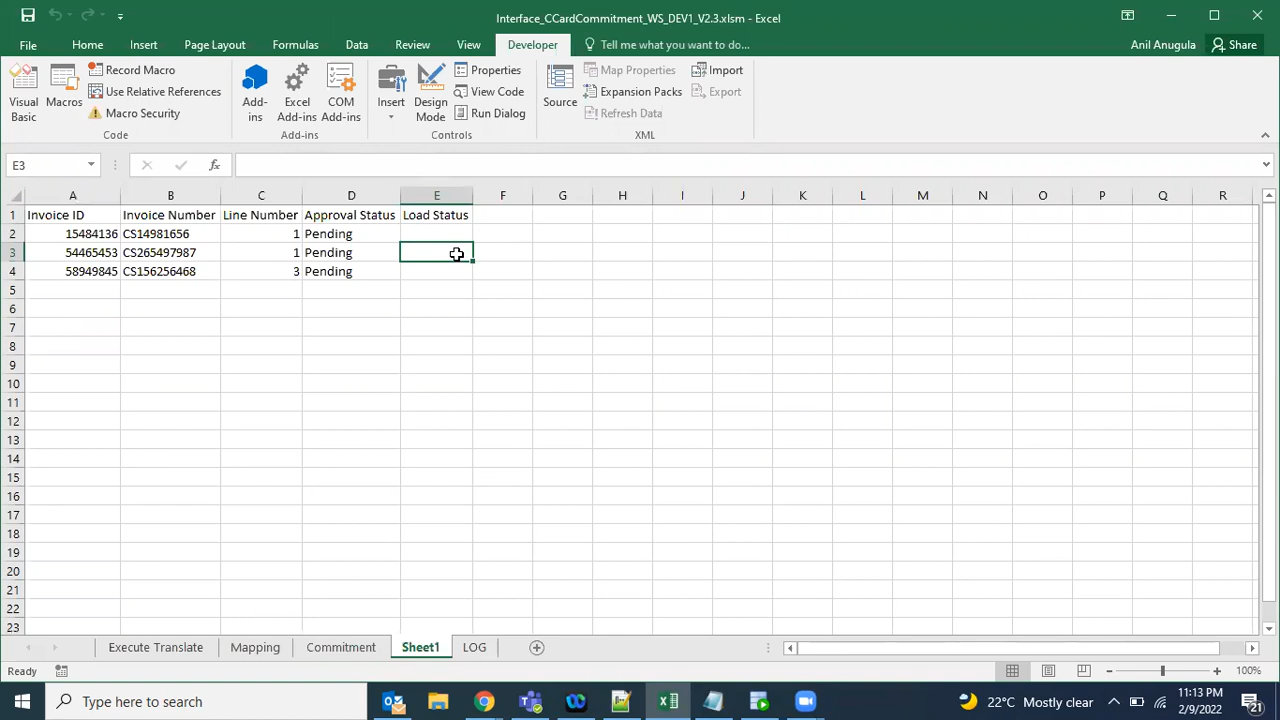 Interface_CCardCommitment_WS_DEV1_V2.3.xlsm - Excel
File Home Insert Page Layout Formulas Data Review View Developer Tell me what you want to do... Anil Anugula Share
Visual Basic
Macros
Record Macro
Use Relative References
Macro Security
Code
Add-ins
Excel Add-ins
COM Add-ins
Add-ins
Insert
Design Mode
Properties
View Code
Run Dialog
Controls
Source
Map Properties
Expansion Packs
Refresh Data
Import
Export
XML
E3 fx
A B C D E F G H I J K L M N O P Q R
1 Invoice ID Invoice Number Line Number Approval Status Load Status
2 15484136 CS14981656 1 Pending
3 54465453 CS265497987 1 Pending
4 58949845 CS156256468 3 Pending
5
6
7
8
9
10
11
12
13
14
15
16
17
18
19
20
21
22
23
Execute Translate Mapping Commitment Sheet1 LOG
Ready 100%
Type here to search 22°C Mostly clear 11:13 PM
2/9/2022 21